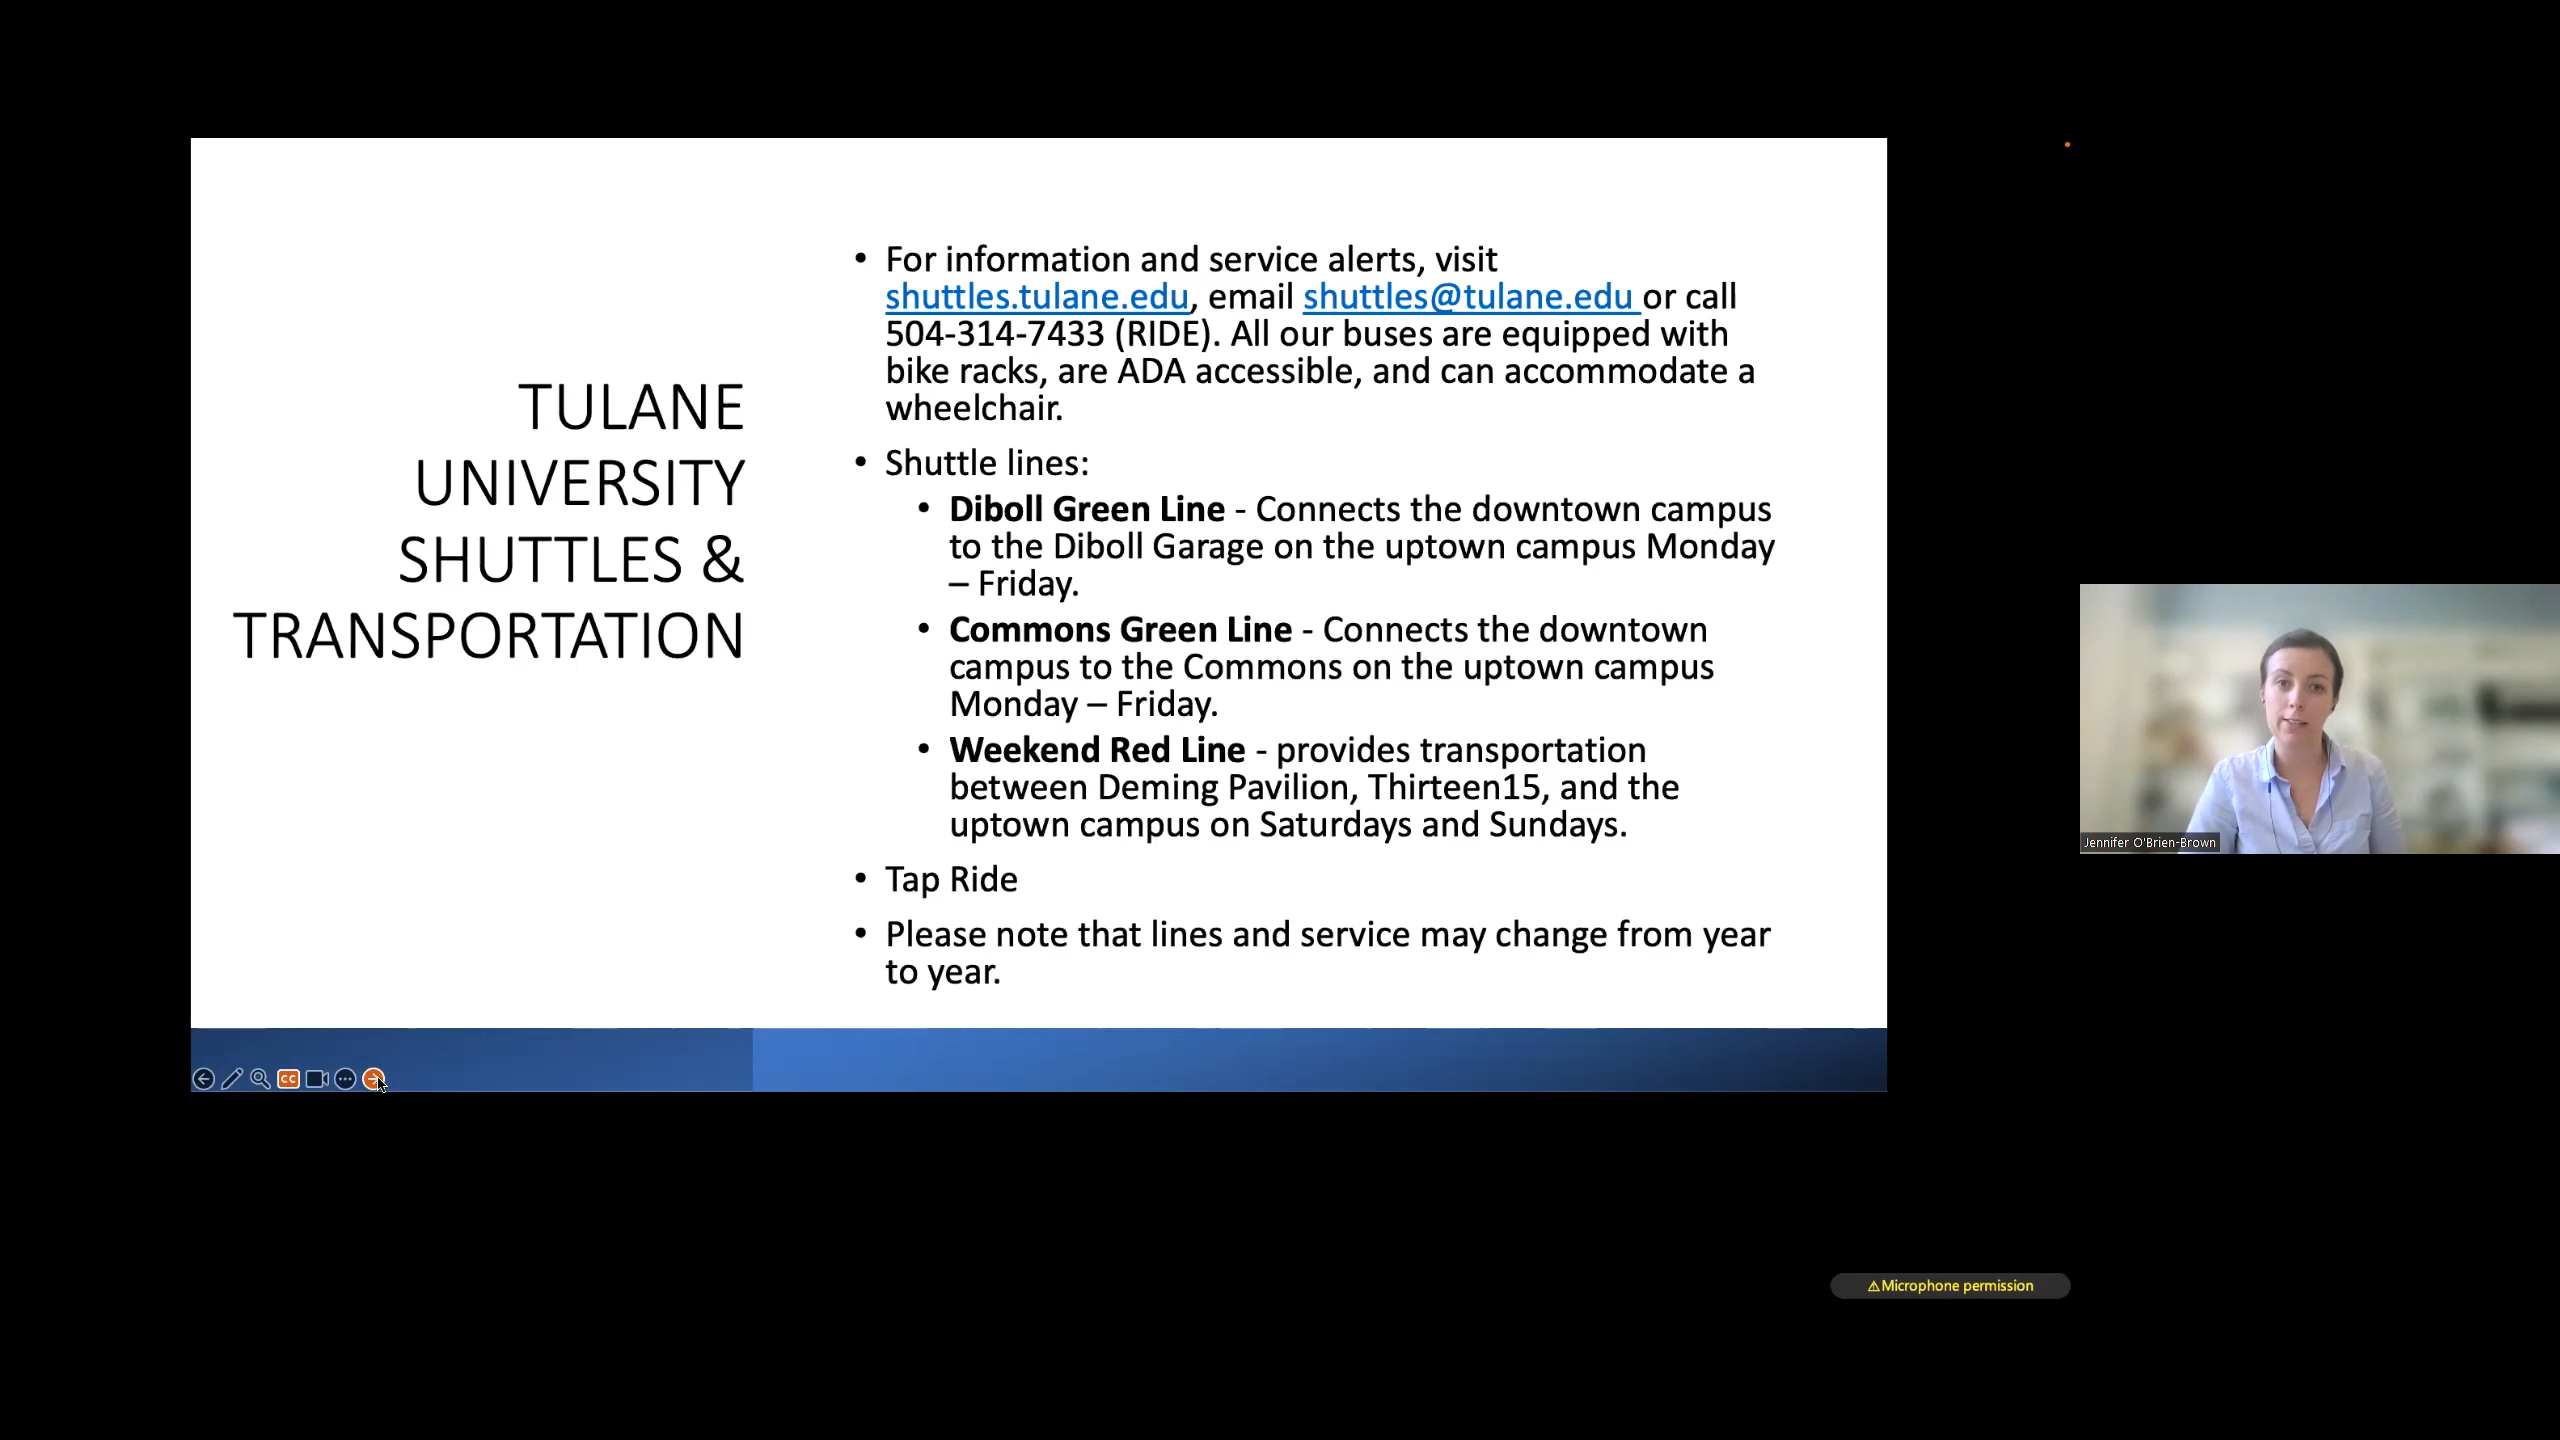 TULANE
UNIVERSITY
SHUTTLES &
TRANSPORTATION
• For information and service alerts, visit
shuttles.tulane.edu, email shuttles@tulane.edu or call
504-314-7433 (RIDE). All our buses are equipped with
bike racks, are ADA accessible, and can accommodate a
wheelchair.
• Shuttle lines:
• Diboll Green Line - Connects the downtown campus
to the Diboll Garage on the uptown campus Monday
– Friday.
• Commons Green Line - Connects the downtown
campus to the Commons on the uptown campus
Monday – Friday.
• Weekend Red Line - provides transportation
between Deming Pavilion, Thirteen15, and the
uptown campus on Saturdays and Sundays.
• Tap Ride
• Please note that lines and service may change from year
to year.
CC
Jennifer O'Brien-Brown
⚠Microphone permission